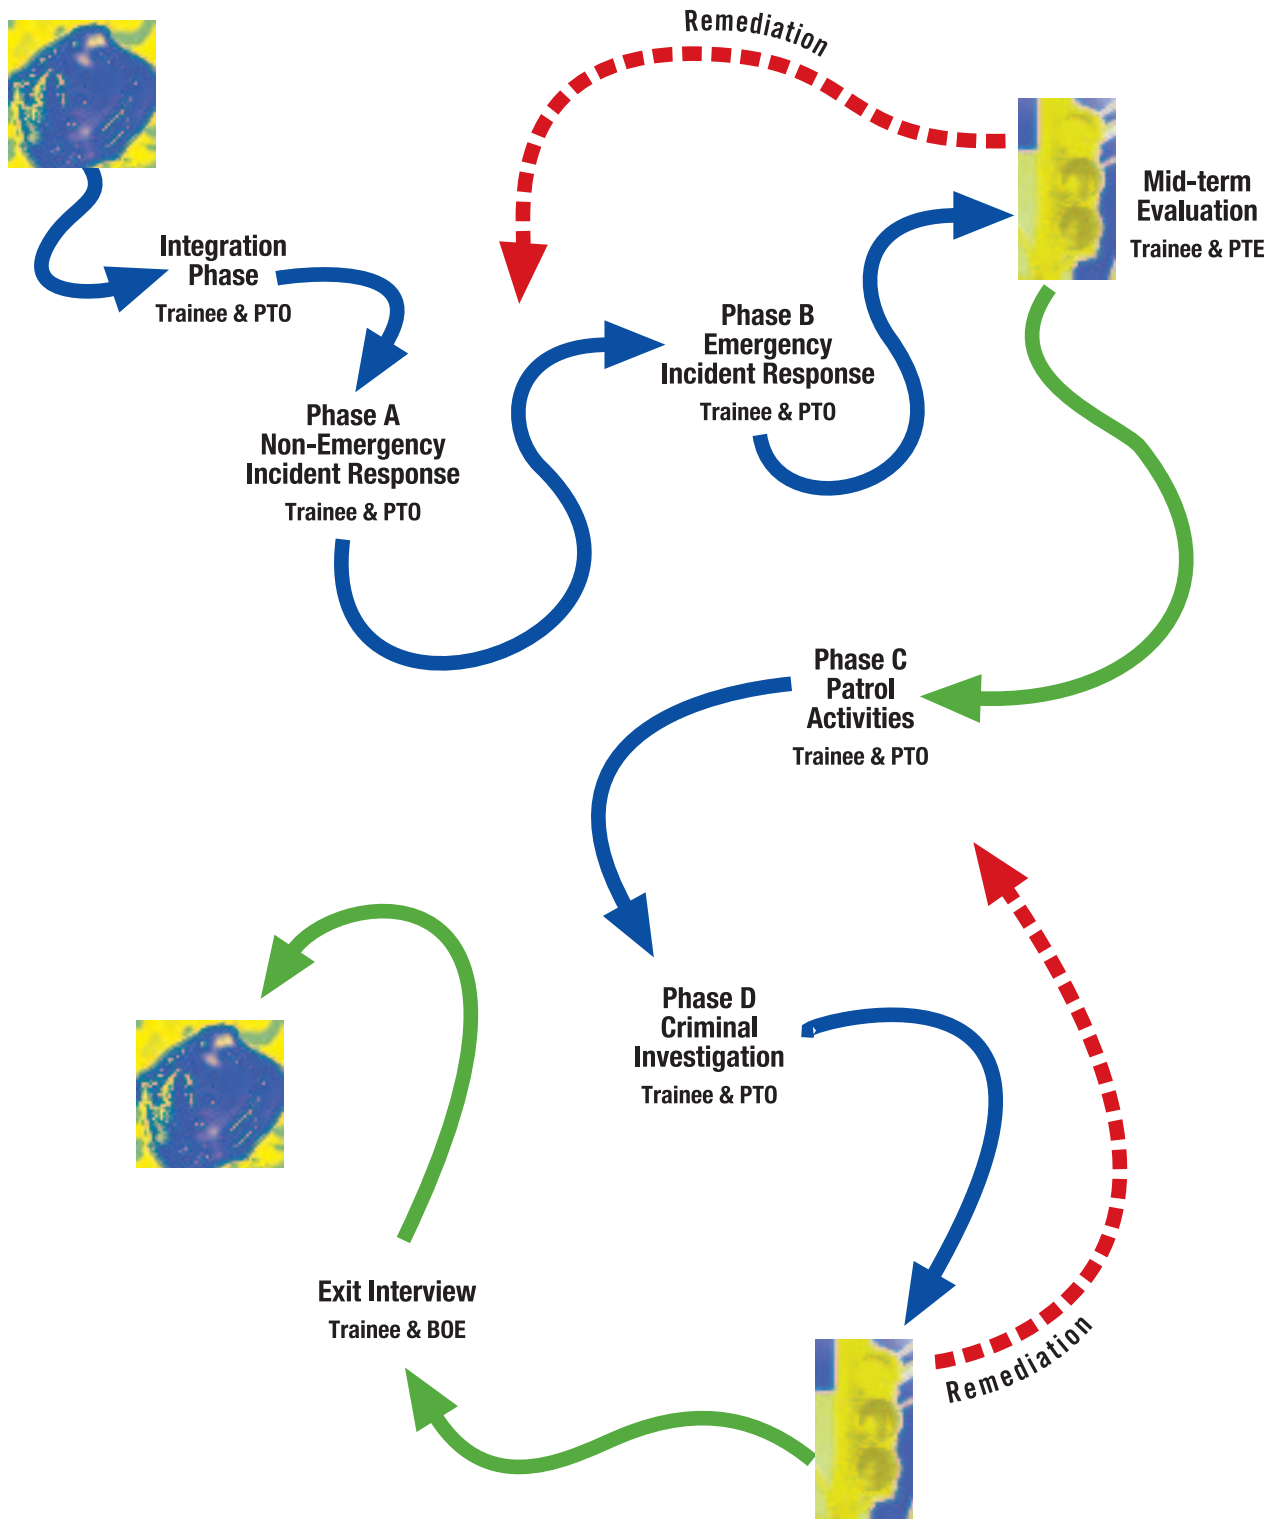 Remediation
Mid-term
Evaluation
Trainee & PTE
Integration
Phase
Trainee & PTO
Phase B
Emergency
Incident Response
Trainee & PTO
Phase A
Non-Emergency
Incident Response
Trainee & PTO
Phase C
Patrol
Activities
Trainee & PTO
Phase D
Criminal
Investigation
Trainee & PTO
Exit Interview
Trainee & BOE
Remediation